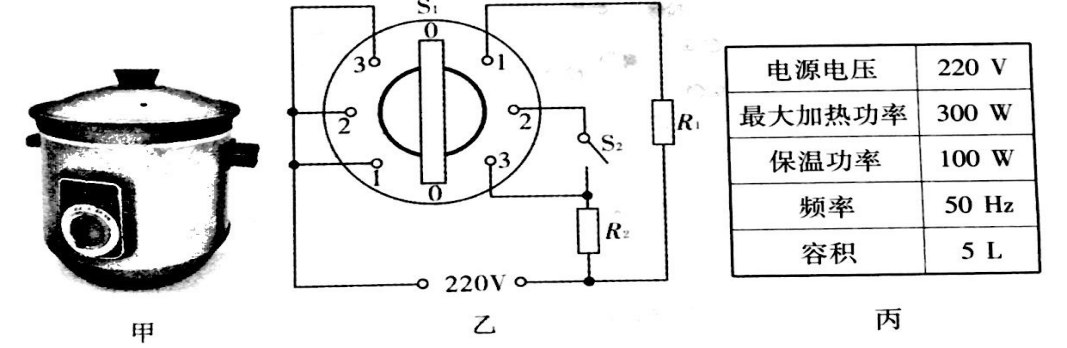 S₁
0
3
1
2
2
1
3
0
S₂
R₁
R₂
220V
甲
乙
电源电压 220 V
最大加热功率 300 W
保温功率 100 W
频率 50 Hz
容积 5 L
丙